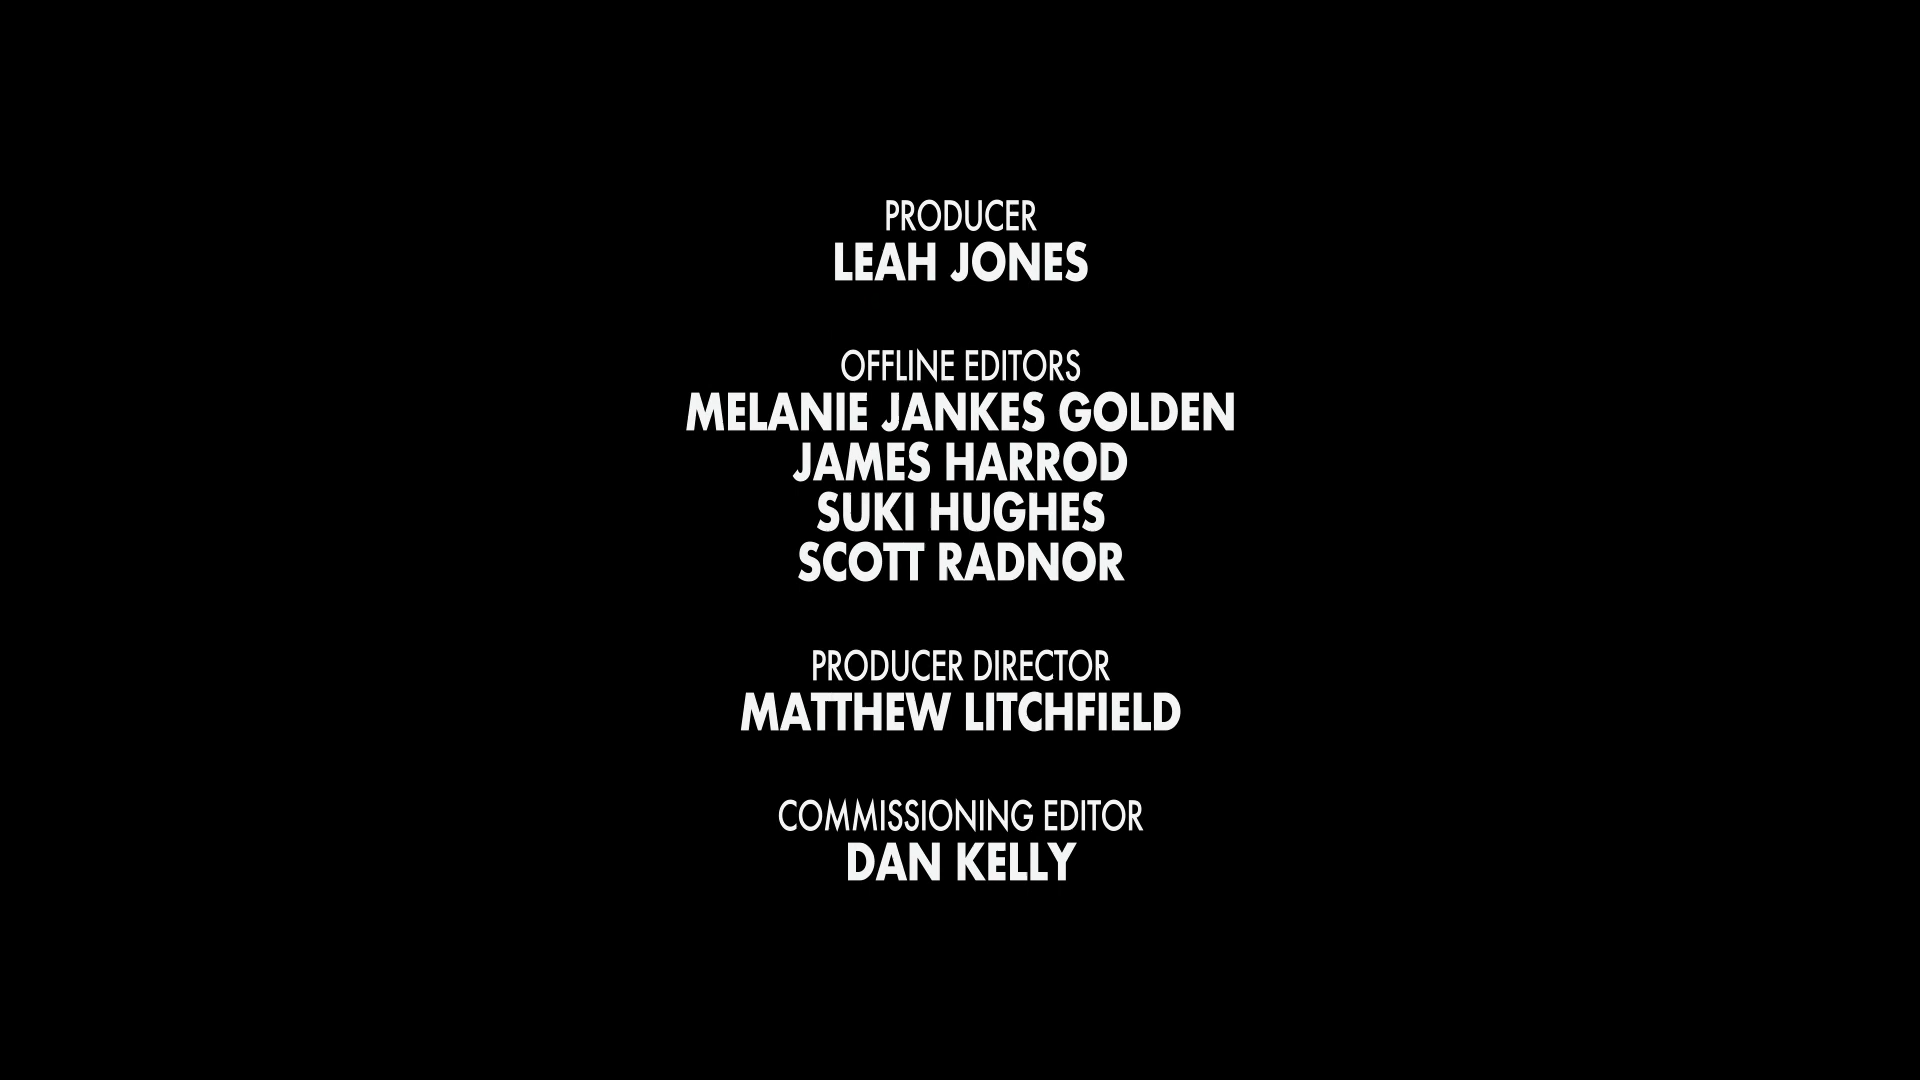 PRODUCER
LEAH JONES
OFFLINE EDITORS
MELANIE JANKES GOLDEN
JAMES HARROD
SUKI HUGHES
SCOTT RADNOR
PRODUCER DIRECTOR
MATTHEW LITCHFIELD
COMMISSIONING EDITOR
DAN KELLY